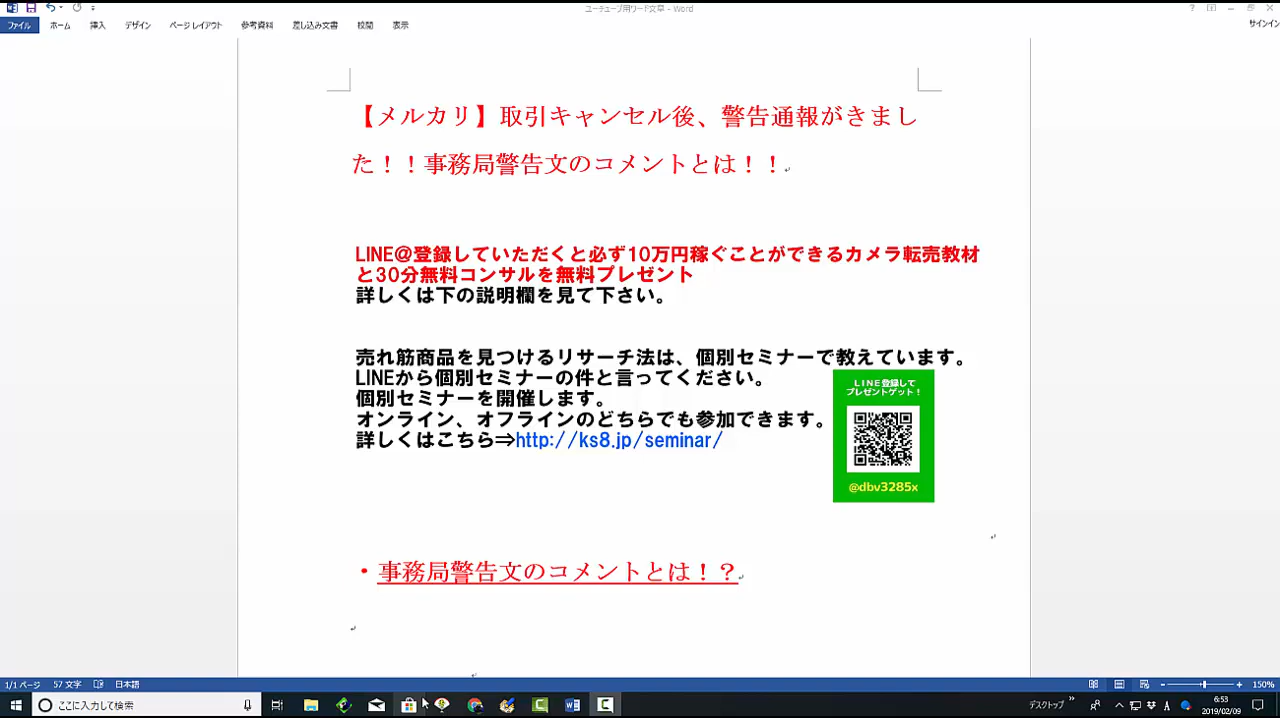 ユーチューブ用ワード文章 - Word
サインイン
ファイル ホーム 挿入 デザイン ページ レイアウト 参考資料 差し込み文書 校閲 表示
【メルカリ】取引キャンセル後、警告通報がきまし
た！！事務局警告文のコメントとは！！
LINE@登録していただくと必ず10万円稼ぐことができるカメラ転売教材
と30分無料コンサルを無料プレゼント
詳しくは下の説明欄を見て下さい。
売れ筋商品を見つけるリサーチ法は、個別セミナーで教えています。
LINEから個別セミナーの件と言ってください。
個別セミナーを開催します。
オンライン、オフラインのどちらでも参加できます。
詳しくはこちら⇒http://ks8.jp/seminar/
LINE登録して
プレゼントゲット！
@dbv3285x
・事務局警告文のコメントとは！？
1/1 ページ 57 文字 日本語 150%
ここに入力して検索
デスクトップ
6:53
2019/02/09